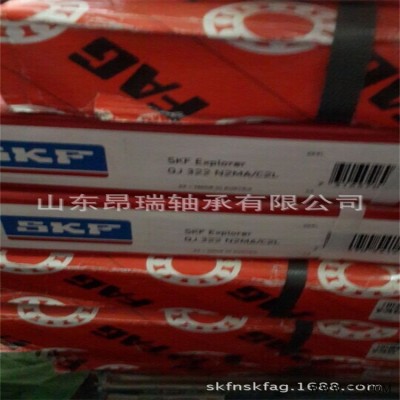 FAG
SKF
SKF Explorer
QJ 322 N2MA/C2L
山东昂瑞轴承有限公司
SKF
SKF Explorer
QJ 322 N2MA/C2L
FAG
FAG
skfnskfag.1688.com